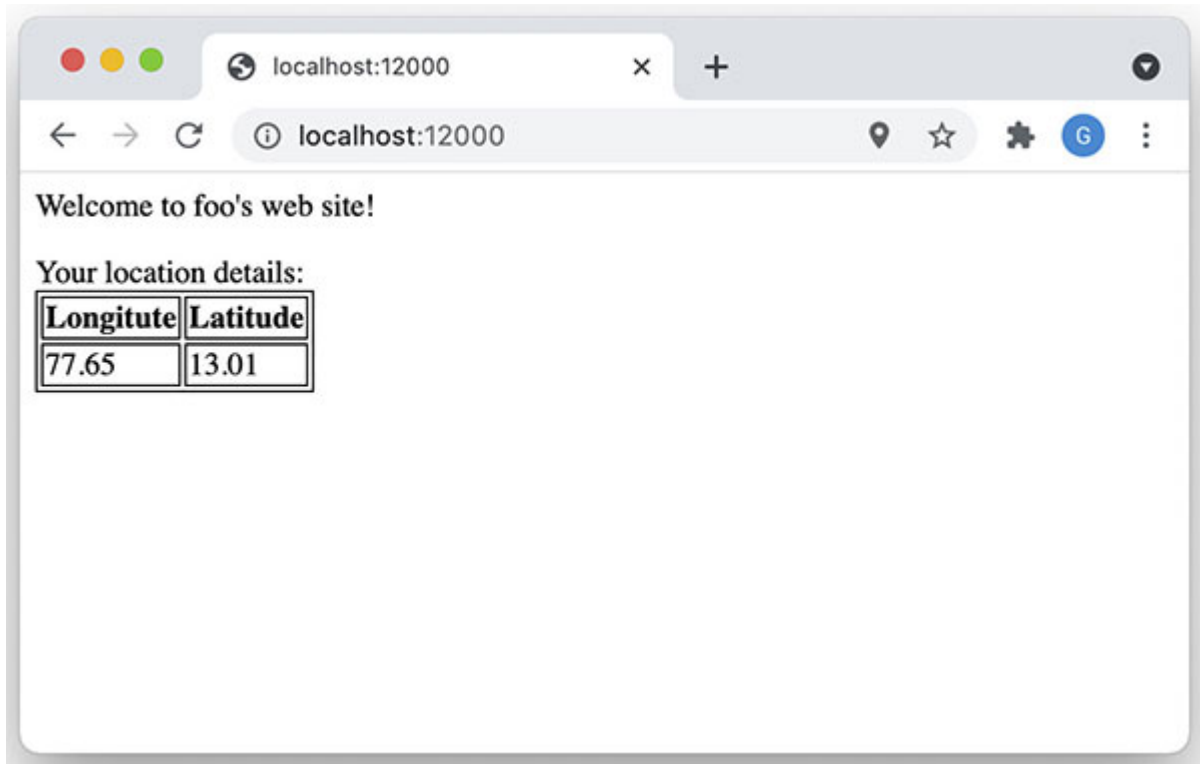 localhost:12000
localhost:12000
G
Welcome to foo's web site!
Your location details:
Longitute Latitude
77.65 13.01